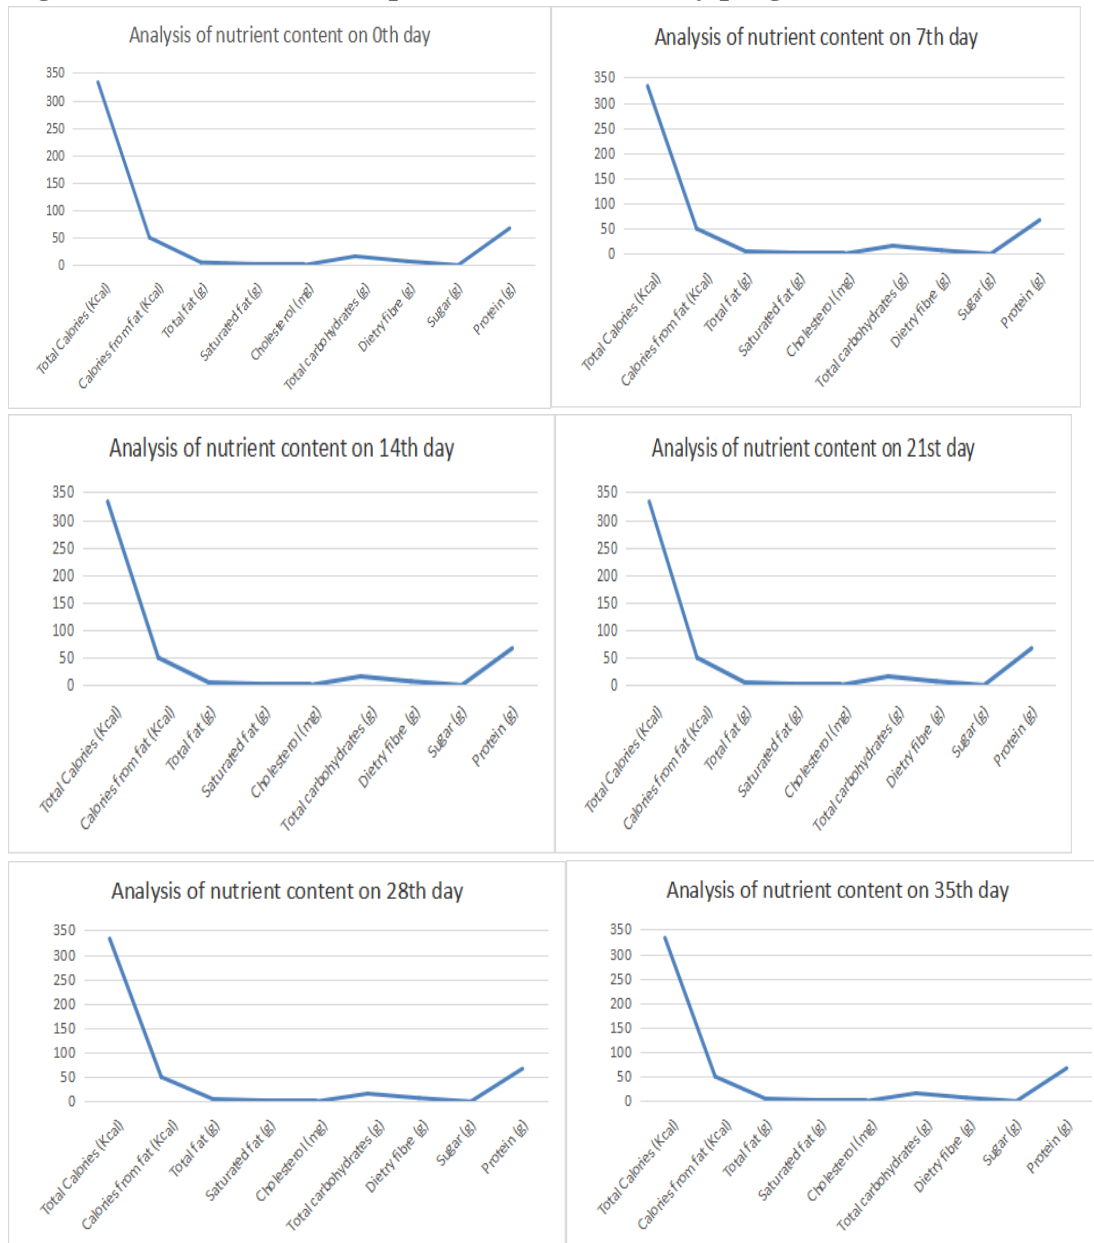 Analysis of nutrient content on 0th day
350
300
250
200
150
100
50
0
Total Calories (Kcal)
Calories from fat (Kcal)
Total fat (g)
Saturated fat (g)
Cholesterol (mg)
Total carbohydrates (g)
Dietry fibre (g)
Sugar (g)
Protein (g)
Analysis of nutrient content on 7th day
350
300
250
200
150
100
50
0
Total Calories (Kcal)
Calories from fat (Kcal)
Total fat (g)
Saturated fat (g)
Cholesterol (mg)
Total carbohydrates (g)
Dietry fibre (g)
Sugar (g)
Protein (g)
Analysis of nutrient content on 14th day
350
300
250
200
150
100
50
0
Total Calories (Kcal)
Calories from fat (Kcal)
Total fat (g)
Saturated fat (g)
Cholesterol (mg)
Total carbohydrates (g)
Dietry fibre (g)
Sugar (g)
Protein (g)
Analysis of nutrient content on 21st day
350
300
250
200
150
100
50
0
Total Calories (Kcal)
Calories from fat (Kcal)
Total fat (g)
Saturated fat (g)
Cholesterol (mg)
Total carbohydrates (g)
Dietry fibre (g)
Sugar (g)
Protein (g)
Analysis of nutrient content on 28th day
350
300
250
200
150
100
50
0
Total Calories (Kcal)
Calories from fat (Kcal)
Total fat (g)
Saturated fat (g)
Cholesterol (mg)
Total carbohydrates (g)
Dietry fibre (g)
Sugar (g)
Protein (g)
Analysis of nutrient content on 35th day
350
300
250
200
150
100
50
0
Total Calories (Kcal)
Calories from fat (Kcal)
Total fat (g)
Saturated fat (g)
Cholesterol (mg)
Total carbohydrates (g)
Dietry fibre (g)
Sugar (g)
Protein (g)